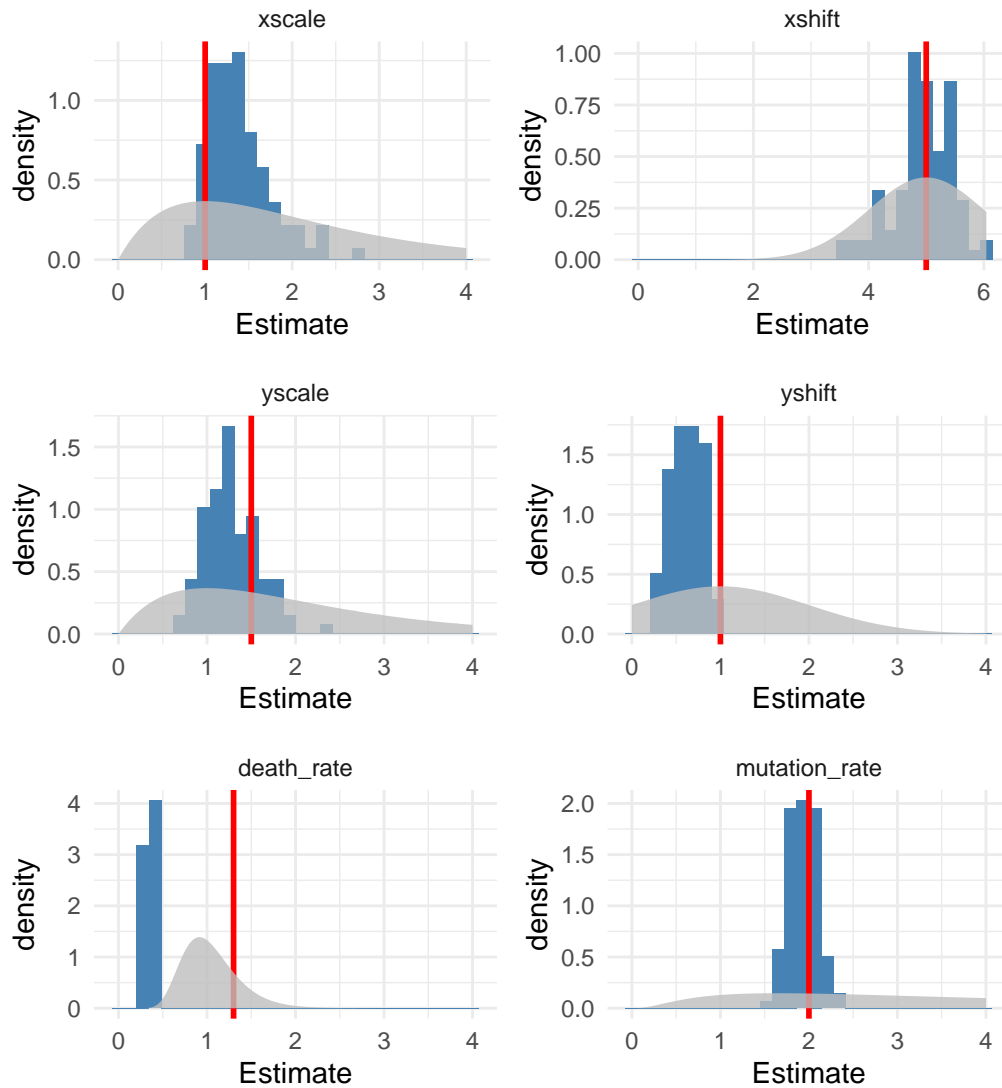 xscale
density
1.0
0.5
0.0
0 1 2 3 4
Estimate
xshift
density
1.00
0.75
0.50
0.25
0.00
0 2 4 6
Estimate
yscale
density
1.5
1.0
0.5
0.0
0 1 2 3 4
Estimate
yshift
density
1.5
1.0
0.5
0.0
0 1 2 3 4
Estimate
death_rate
density
4
3
2
1
0
0 1 2 3 4
Estimate
mutation_rate
density
2.0
1.5
1.0
0.5
0.0
0 1 2 3 4
Estimate